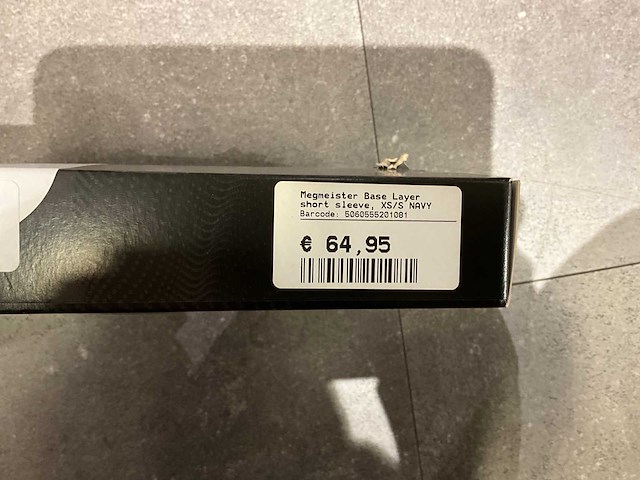 Megmeister Base Layer
short sleeve, XS/S NAVY
Barcode: 5060555201081
€ 64,95